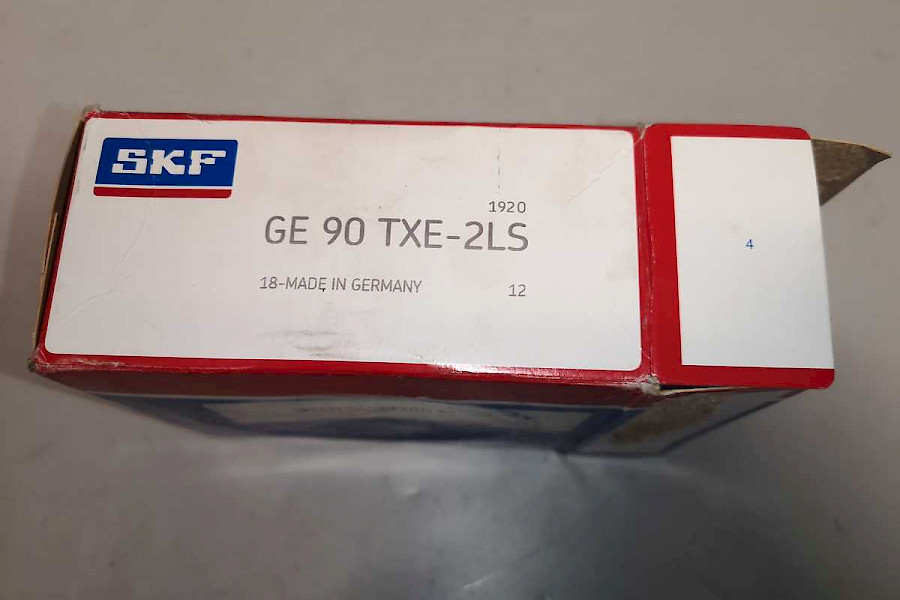 SKF
1920
GE 90 TXE-2LS
18-MADE IN GERMANY
12
4